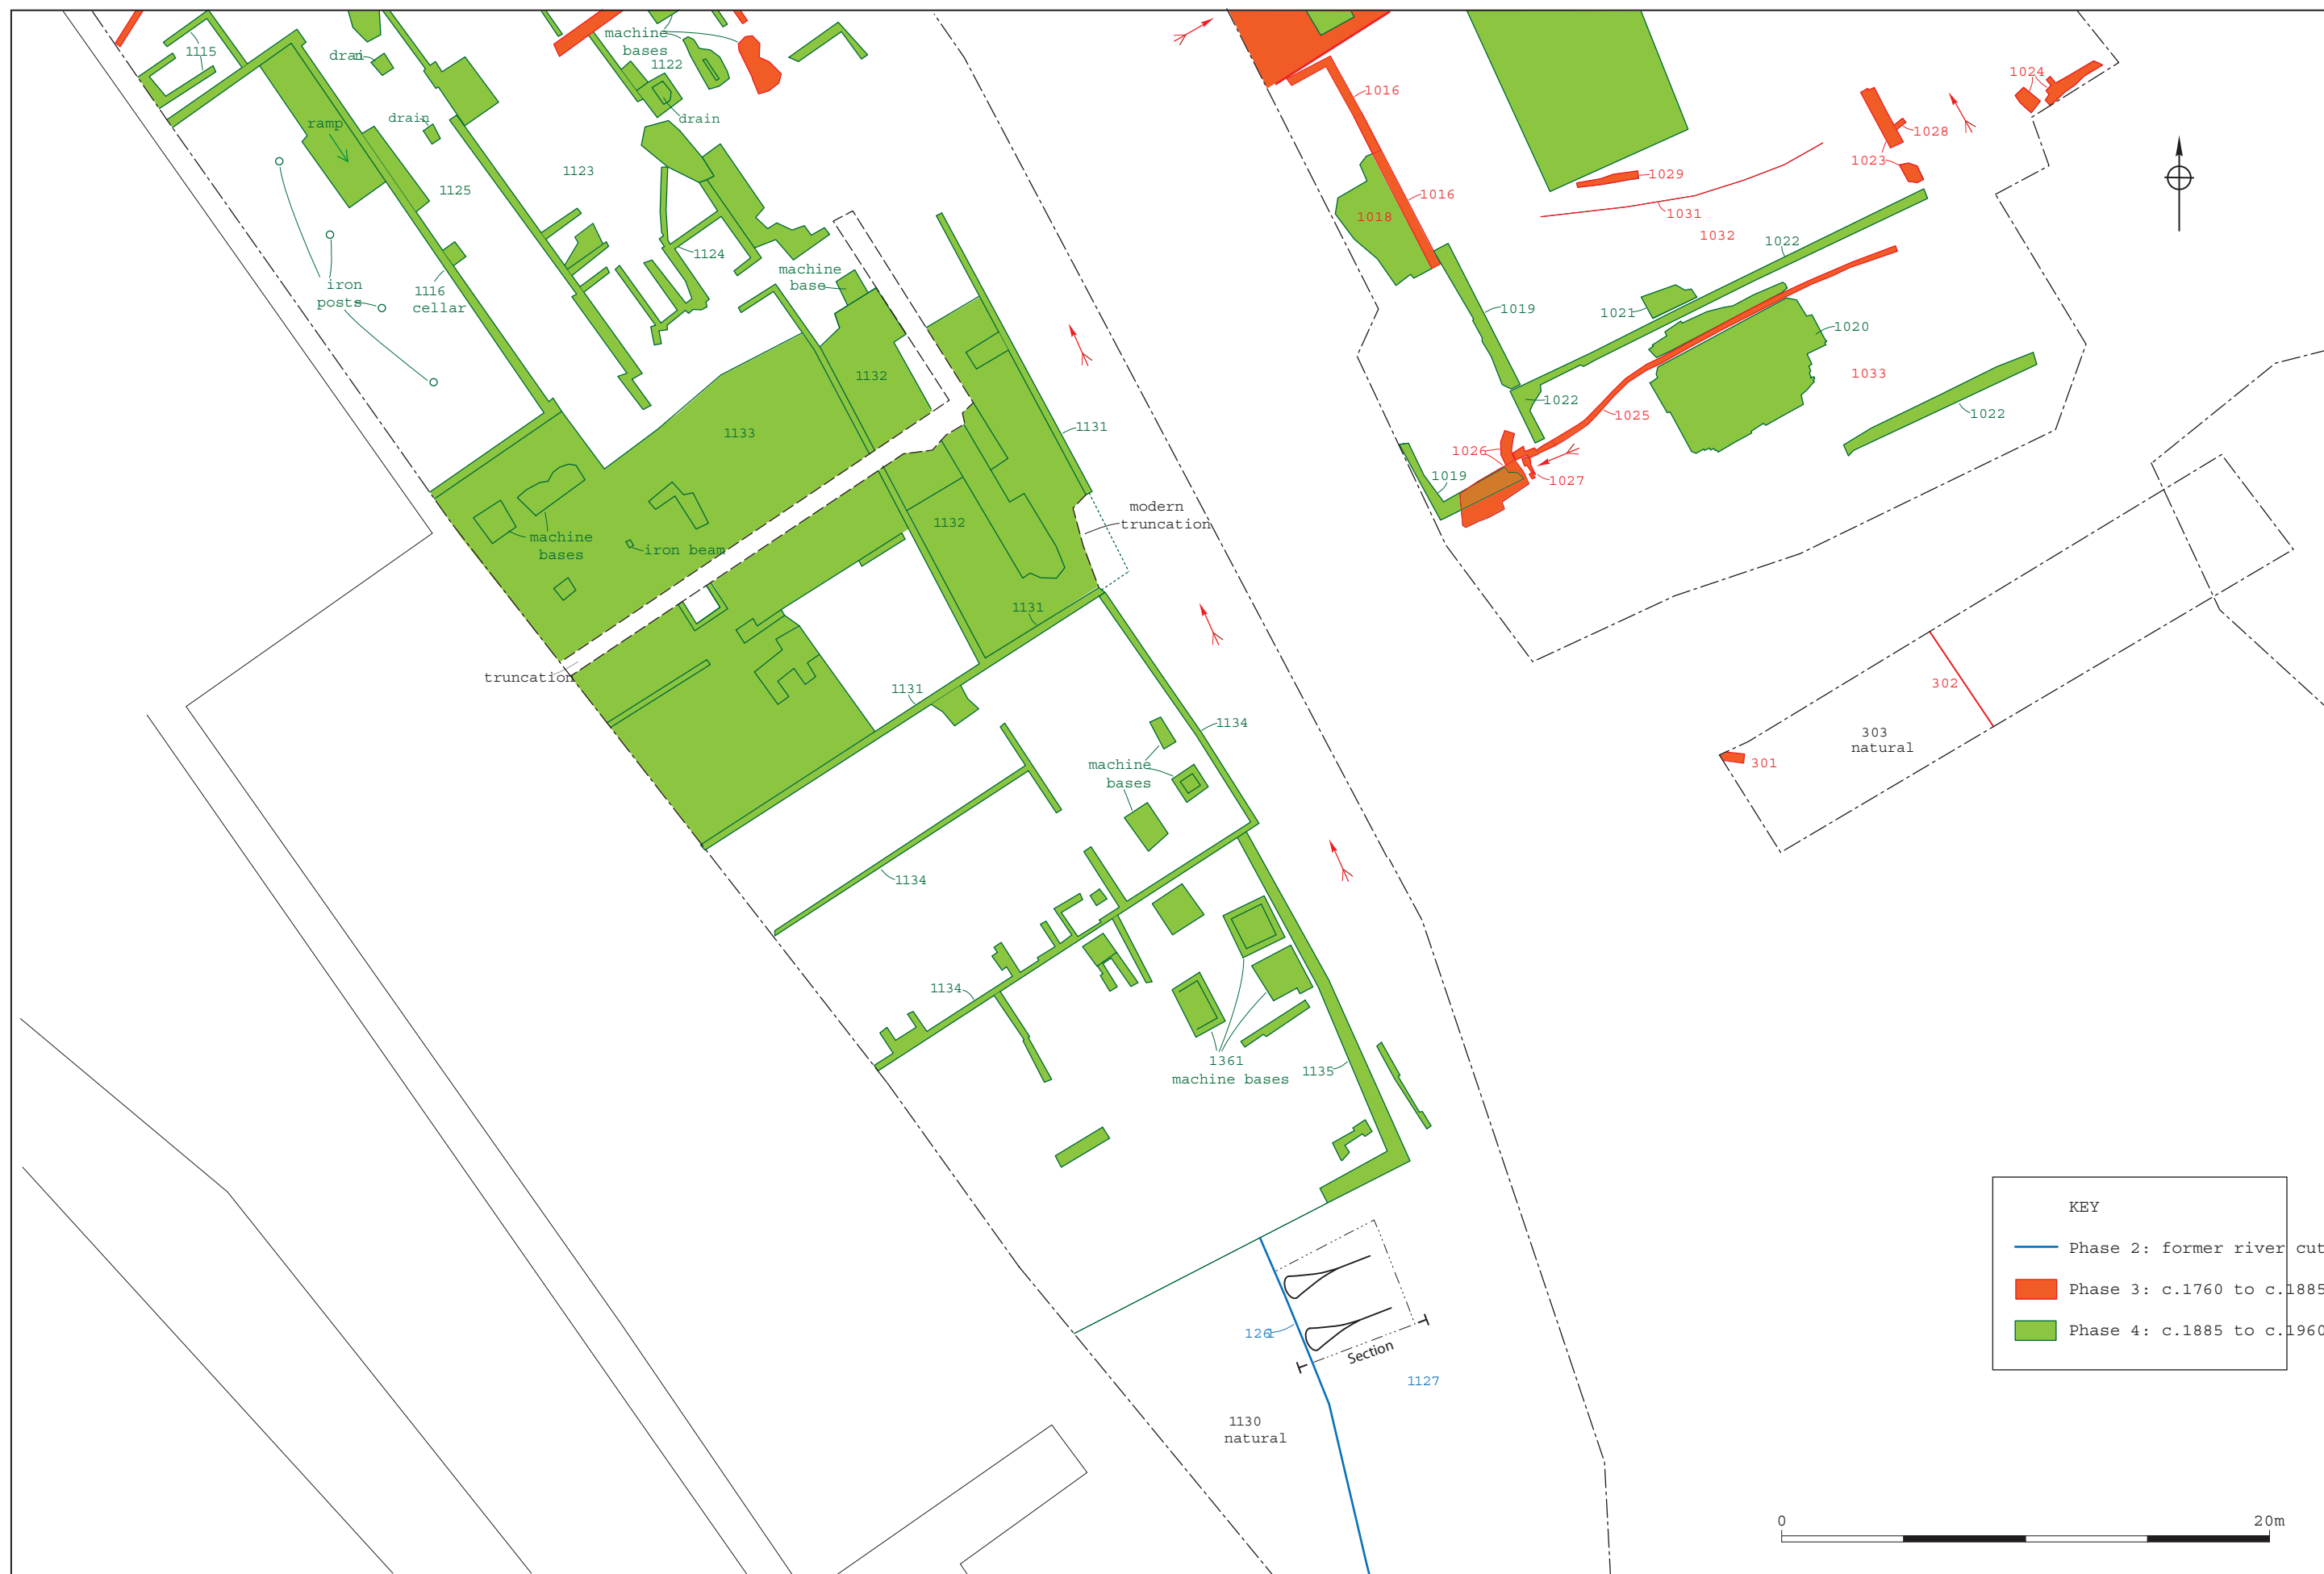 1115
drain
machine
bases
1122
1016
1024
ramp
drain
drain
1028
1023
1029
1123
1125
1016
1031
1018
1032
1022
1124
machine
base
iron
posts
1116
cellar
1019
1021
1020
1132
1033
1022
1022
1025
1133
1131
1026
1019
1027
modern
truncation
1132
machine
bases
iron beam
1131
truncation
302
1131
1134
303
natural
301
machine
bases
1134
1134
1361
machine bases
1135
KEY
Phase 2: former river cut
Phase 3: c.1760 to c.1885
Phase 4: c.1885 to c.1960
Section
1127
1130
natural
0 20m